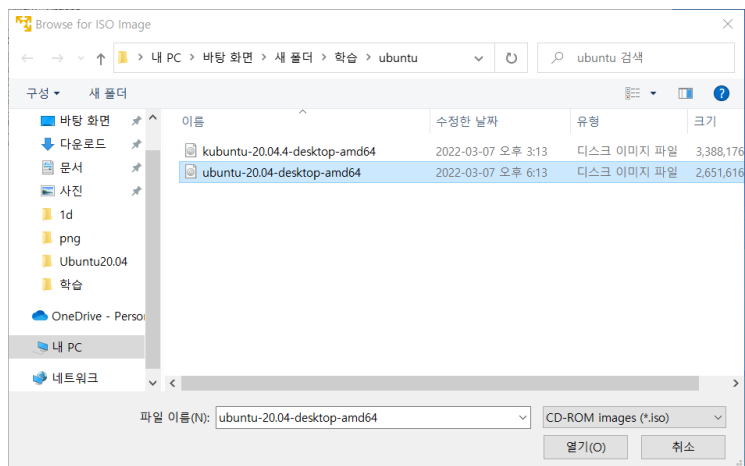 Browse for ISO Image
내 PC > 바탕 화면 > 새 폴더 > 학습 > ubuntu
ubuntu 검색
구성
새 폴더
바탕 화면
다운로드
문서
사진
1d
png
Ubuntu20.04
학습
OneDrive - Person
내 PC
네트워크
이름 수정한 날짜 유형 크기
kubuntu-20.04.4-desktop-amd64 2022-03-07 오후 3:13 디스크 이미지 파일 3,388,176
ubuntu-20.04-desktop-amd64 2022-03-07 오후 6:13 디스크 이미지 파일 2,651,616
파일 이름(N): ubuntu-20.04-desktop-amd64 CD-ROM images (*.iso)
열기(O) 취소